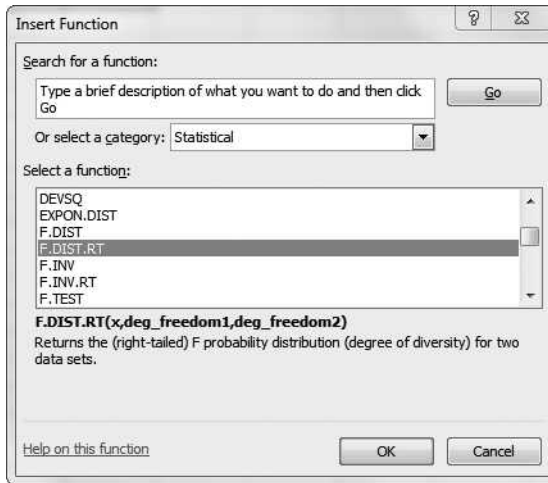 Insert Function
?
Search for a function:
Type a brief description of what you want to do and then click
Go
Go
Or select a category: Statistical
Select a function:
DEVSQ
EXPON.DIST
F.DIST
F.DIST.RT
F.INV
F.INV.RT
F.TEST
F.DIST.RT(x,deg_freedom1,deg_freedom2)
Returns the (right-tailed) F probability distribution (degree of diversity) for two
data sets.
Help on this function
OK Cancel